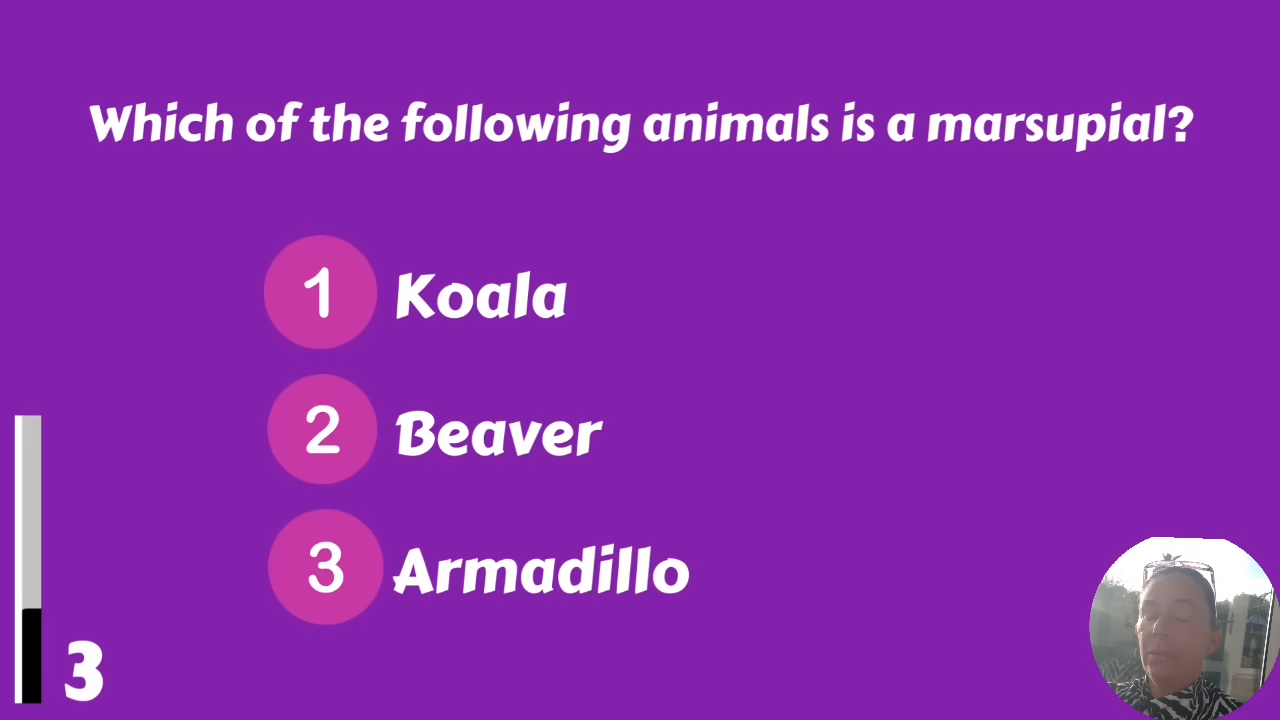 Which of the following animals is a marsupial?
1 Koala
2 Beaver
3 Armadillo
3